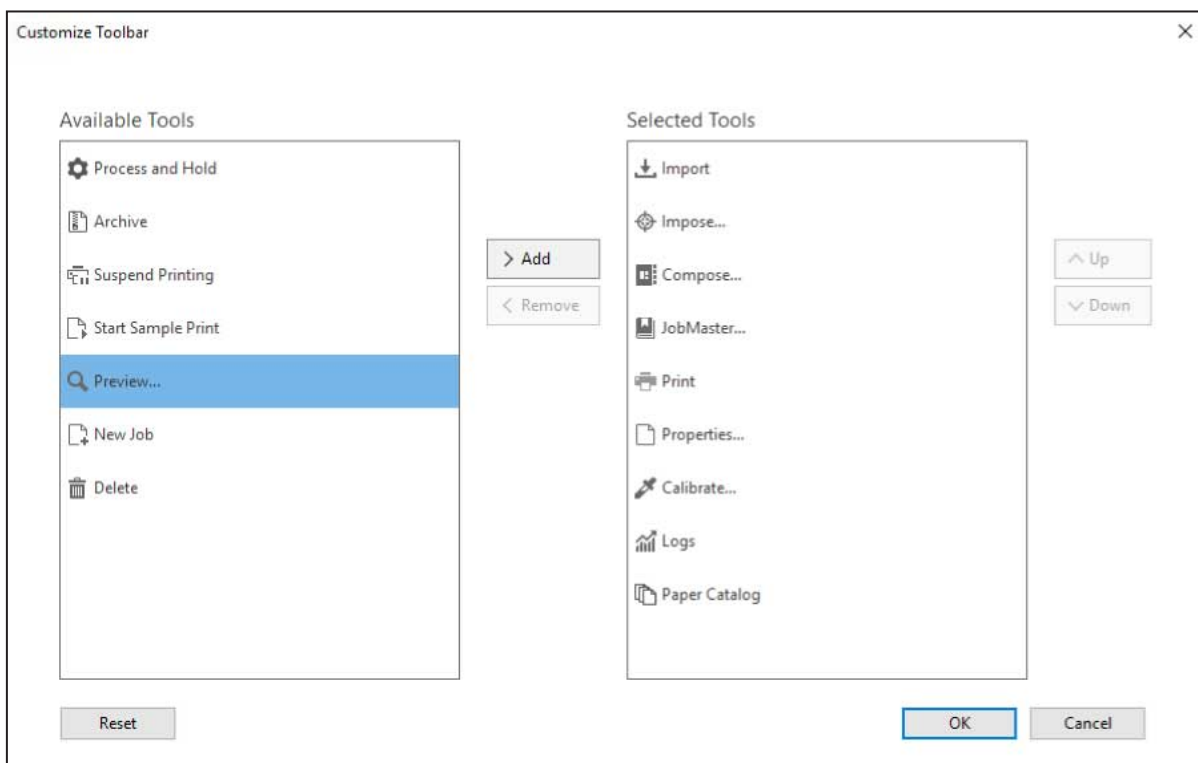 Customize Toolbar
Available Tools
Process and Hold
Archive
Suspend Printing
Start Sample Print
Preview...
New Job
Delete
> Add
< Remove
Selected Tools
Import
Impose...
Compose...
JobMaster...
Print
Properties...
Calibrate...
Logs
Paper Catalog
Up
Down
Reset
OK
Cancel